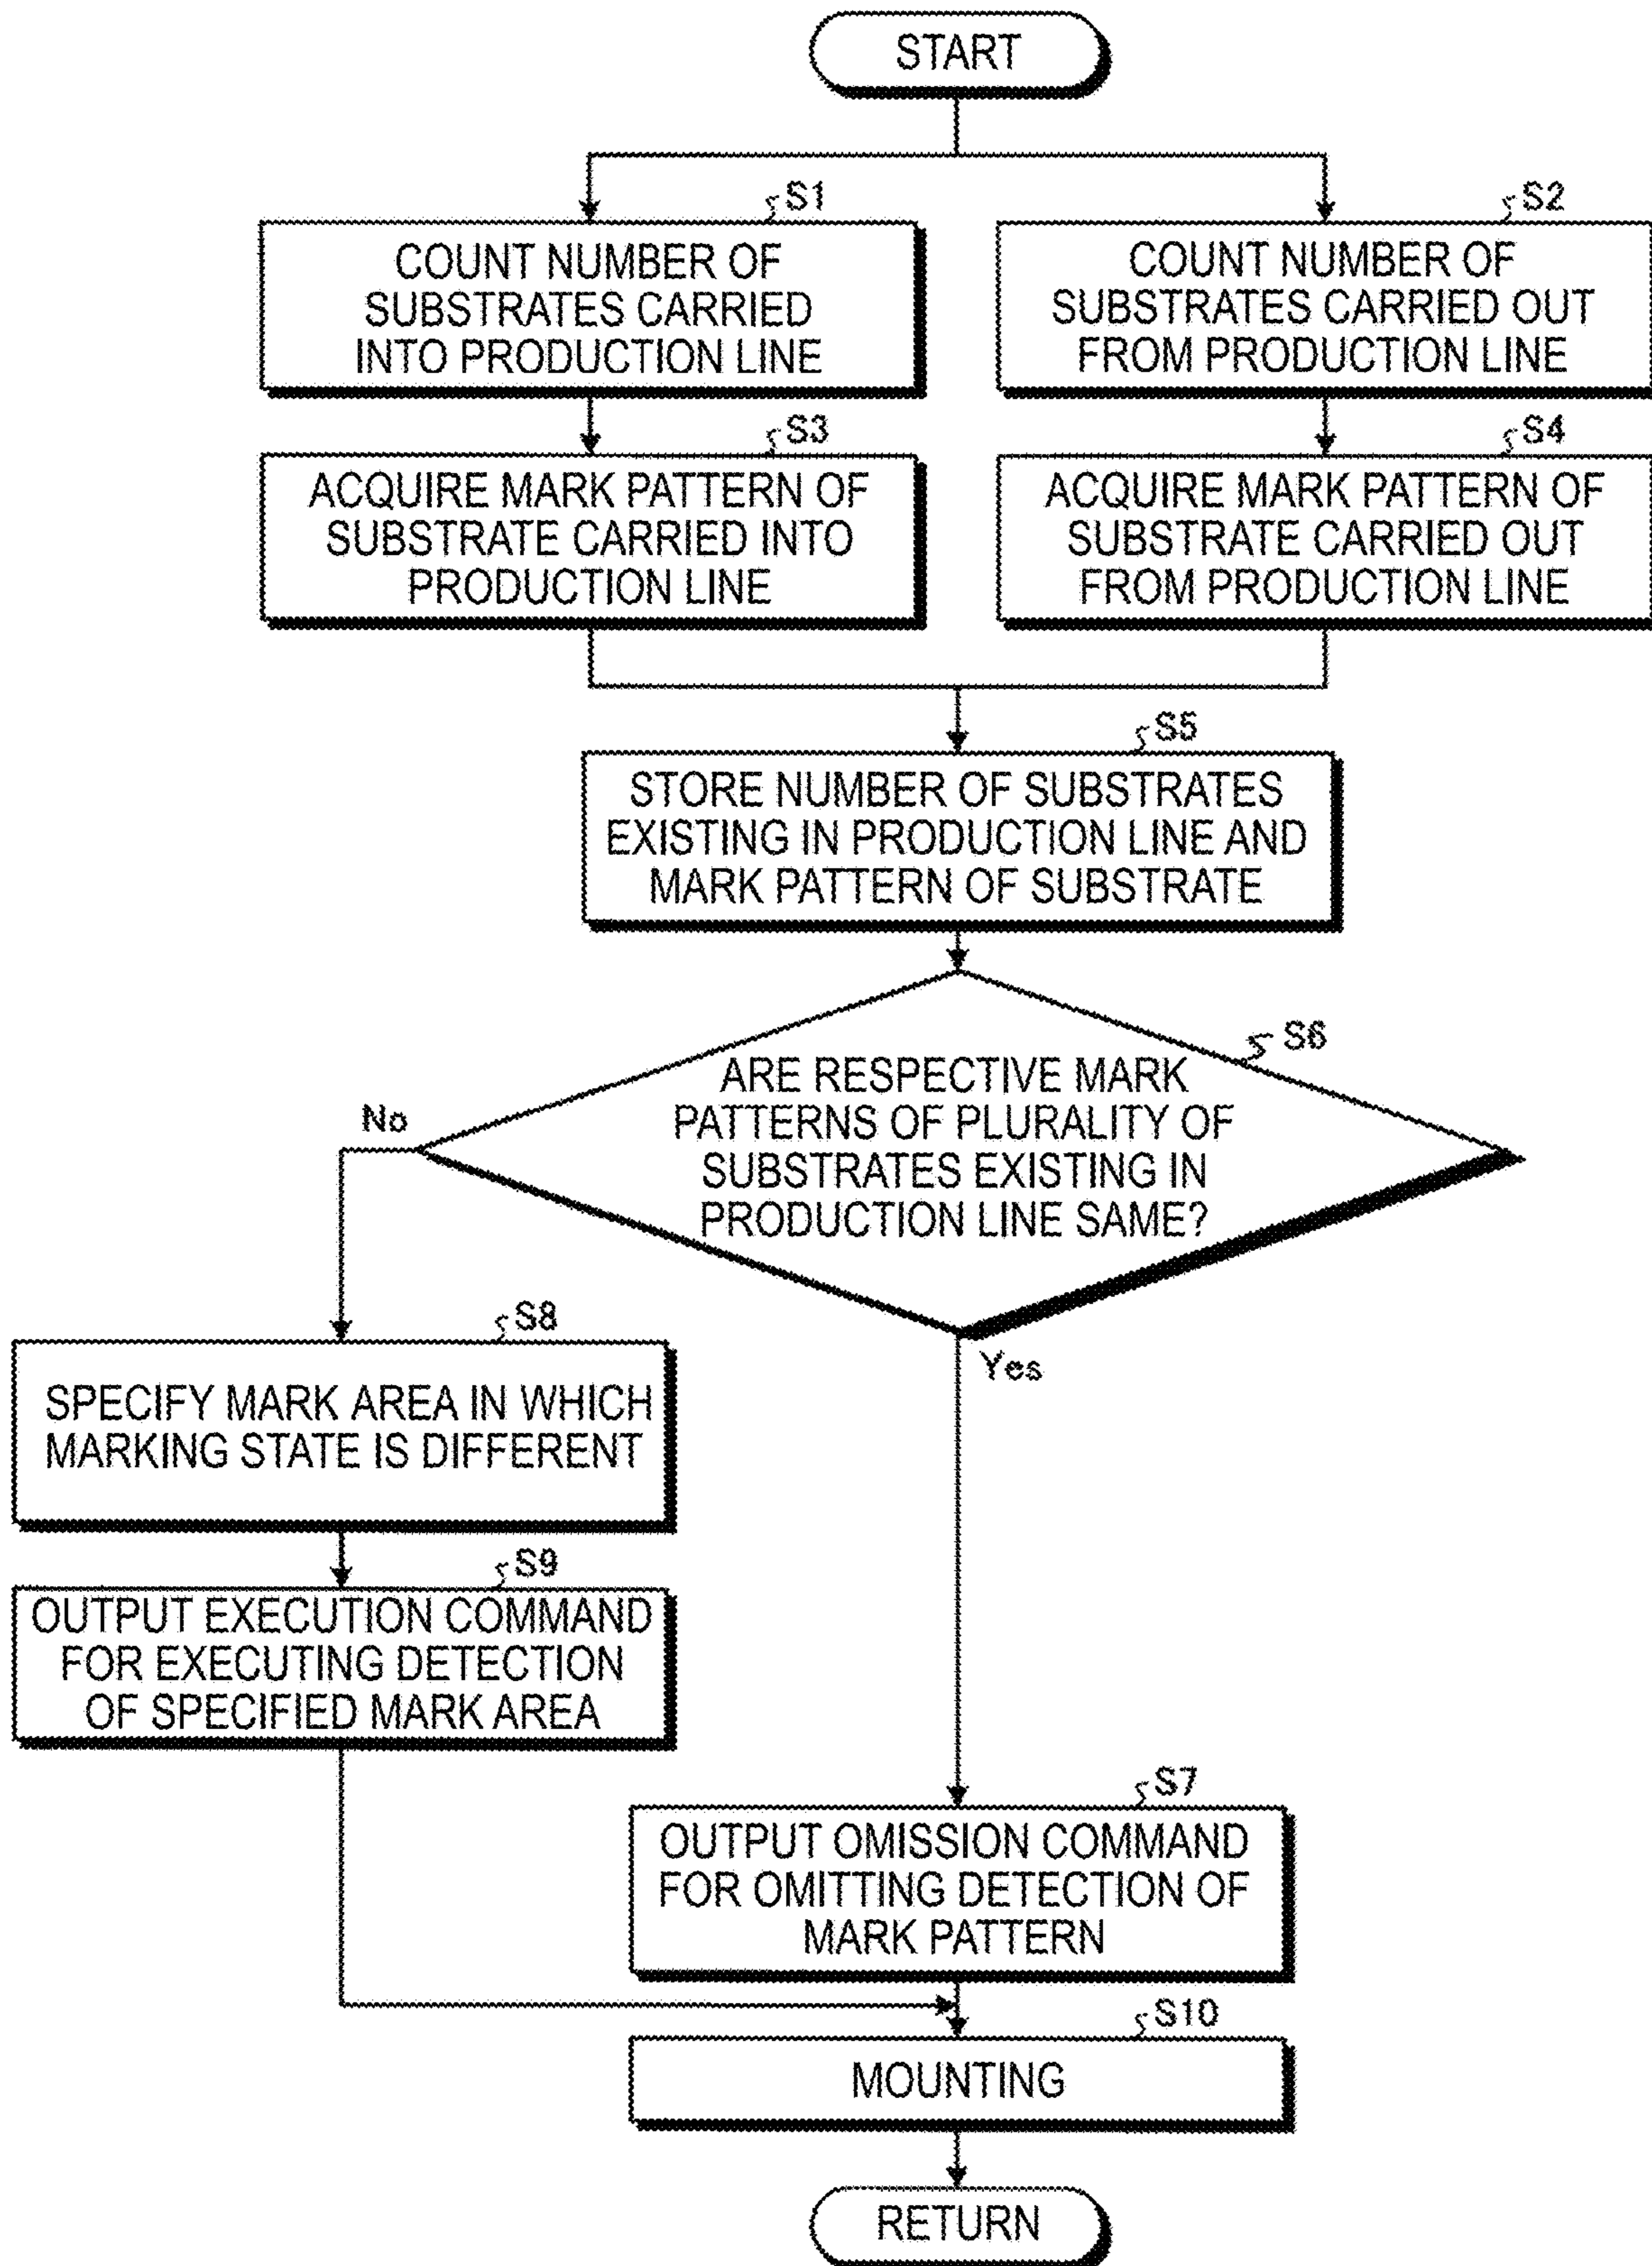 START
S1
COUNT NUMBER OF
SUBSTRATES CARRIED
INTO PRODUCTION LINE
S2
COUNT NUMBER OF
SUBSTRATES CARRIED OUT
FROM PRODUCTION LINE
S3
ACQUIRE MARK PATTERN OF
SUBSTRATE CARRIED INTO
PRODUCTION LINE
S4
ACQUIRE MARK PATTERN OF
SUBSTRATE CARRIED OUT
FROM PRODUCTION LINE
S5
STORE NUMBER OF SUBSTRATES
EXISTING IN PRODUCTION LINE AND
MARK PATTERN OF SUBSTRATE
S6
ARE RESPECTIVE MARK
PATTERNS OF PLURALITY OF
SUBSTRATES EXISTING IN
PRODUCTION LINE SAME?
No
Yes
S8
SPECIFY MARK AREA IN WHICH
MARKING STATE IS DIFFERENT
S9
OUTPUT EXECUTION COMMAND
FOR EXECUTING DETECTION
OF SPECIFIED MARK AREA
S7
OUTPUT OMISSION COMMAND
FOR OMITTING DETECTION OF
MARK PATTERN
S10
MOUNTING
RETURN